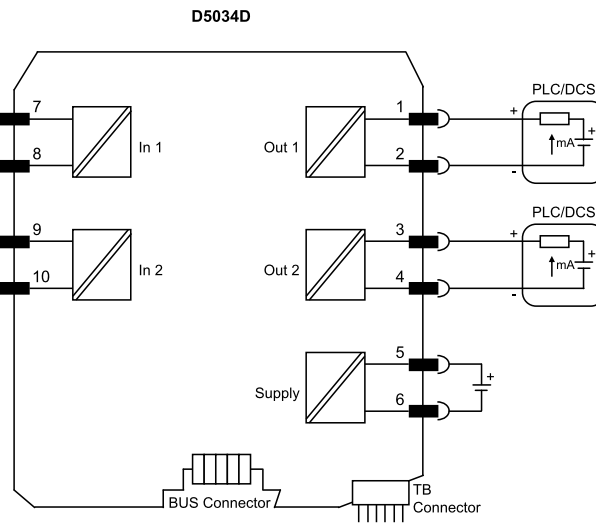 D5034D
PLC/DCS
7
1
+
+
In 1
Out 1
mA
8
2
-
PLC/DCS
9
3
+
+
In 2
Out 2
mA
10
4
-
5
+
Supply
6
BUS Connector
TB
Connector